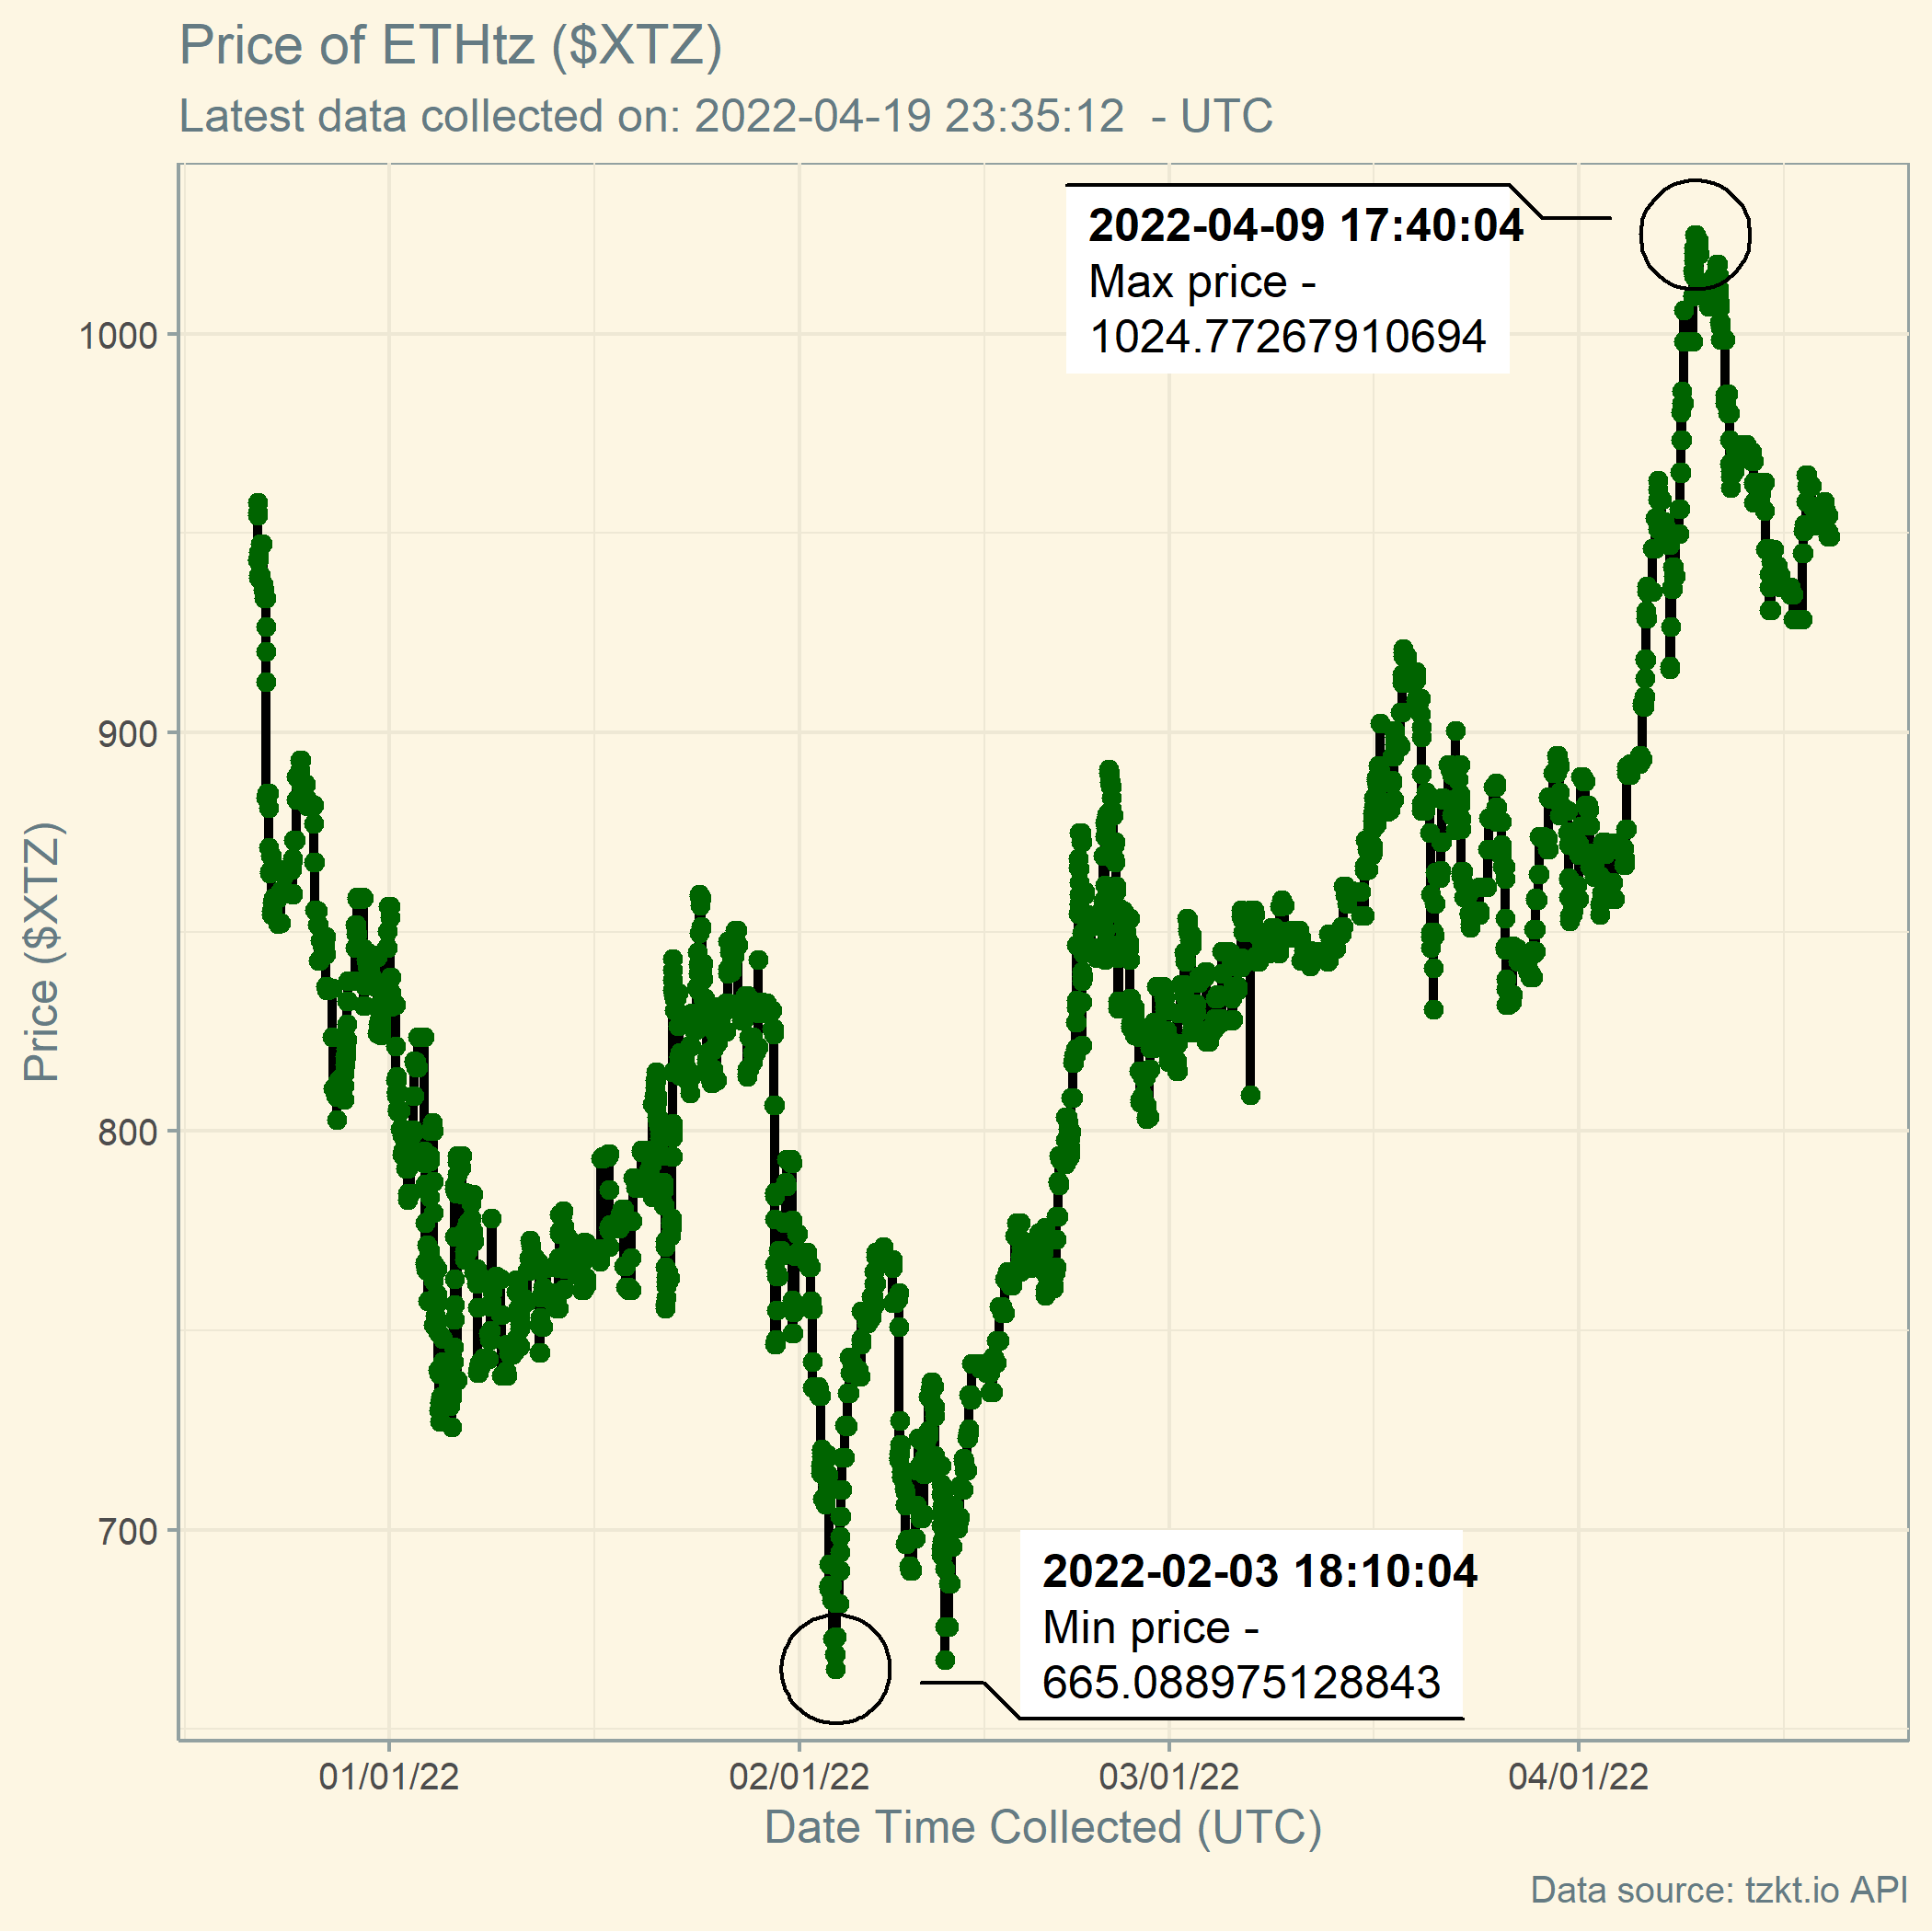 Price of ETHtz ($XTZ)
Latest data collected on: 2022-04-19 23:35:12  - UTC
2022-04-09 17:40:04
Max price -
1024.77267910694
1000
900
800
700
Price ($XTZ)
2022-02-03 18:10:04
Min price -
665.088975128843
01/01/22
02/01/22
03/01/22
04/01/22
Date Time Collected (UTC)
Data source: tzkt.io API